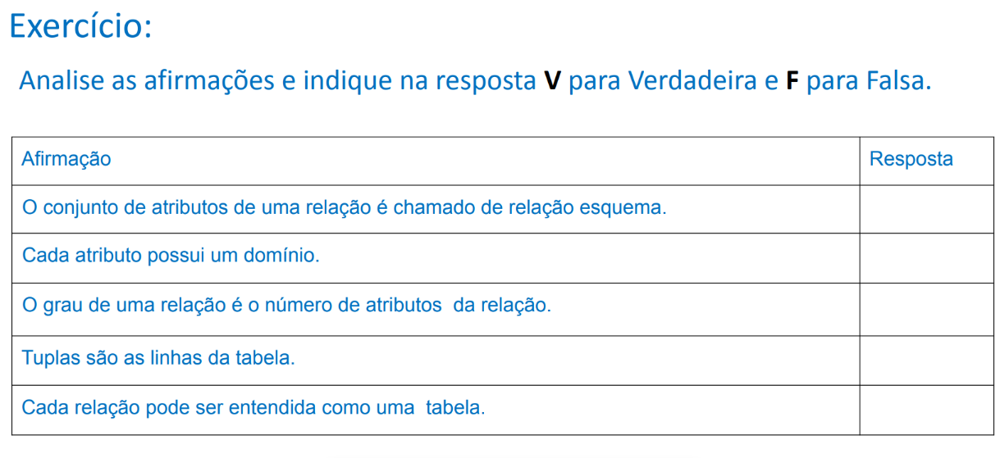 Exercício:
Analise as afirmações e indique na resposta V para Verdadeira e F para Falsa.
Afirmação
Resposta
O conjunto de atributos de uma relação é chamado de relação esquema.
Cada atributo possui um domínio.
O grau de uma relação é o número de atributos da relação.
Tuplas são as linhas da tabela.
Cada relação pode ser entendida como uma tabela.